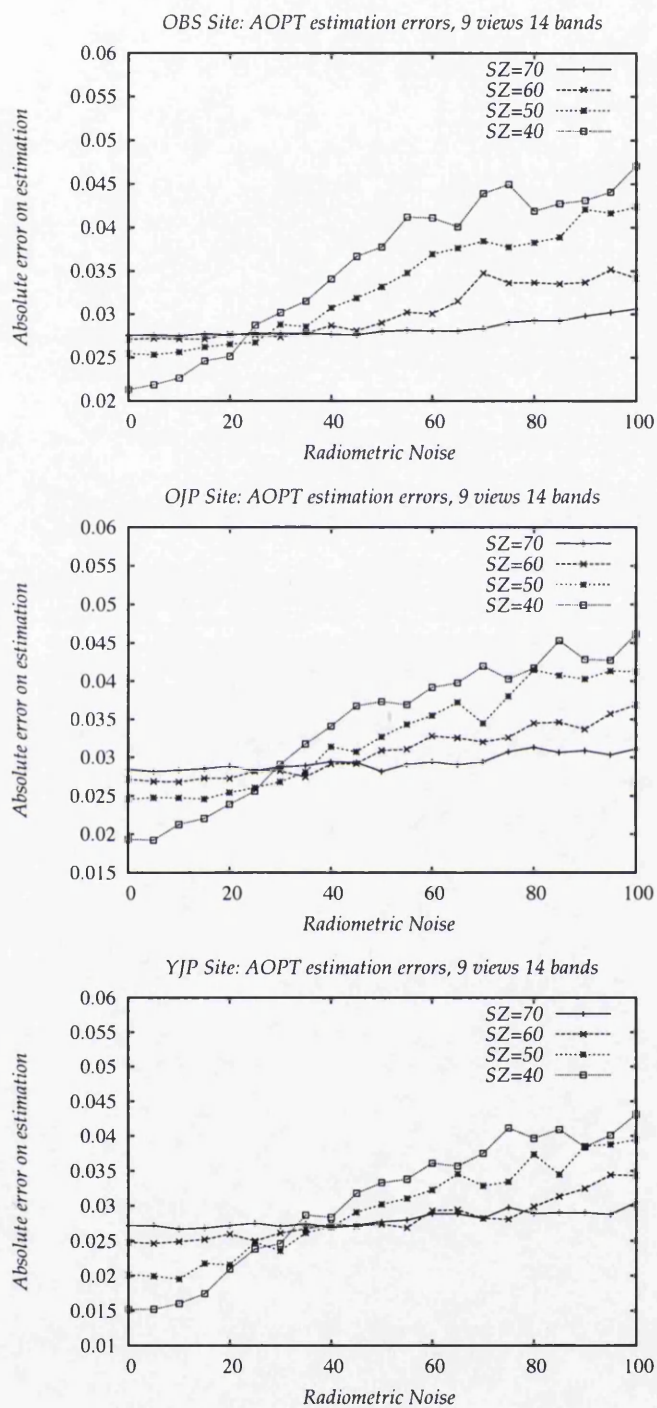 OBS Site: AOPT estimation errors, 9 views 14 bands
0.06
0.055
0.05
0.045
0.04
0.035
0.03
0.025
0.02
Absolute error on estimation
SZ=70
SZ=60
SZ=50
SZ=40
0 20 40 60 80 100
Radiometric Noise
OJP Site: AOPT estimation errors, 9 views 14 bands
0.06
0.055
0.05
0.045
0.04
0.035
0.03
0.025
0.02
0.015
Absolute error on estimation
SZ=70
SZ=60
SZ=50
SZ=40
0 20 40 60 80 100
Radiometric Noise
YJP Site: AOPT estimation errors, 9 views 14 bands
0.06
0.055
0.05
0.045
0.04
0.035
0.03
0.025
0.02
0.015
0.01
Absolute error on estimation
SZ=70
SZ=60
SZ=50
SZ=40
0 20 40 60 80 100
Radiometric Noise